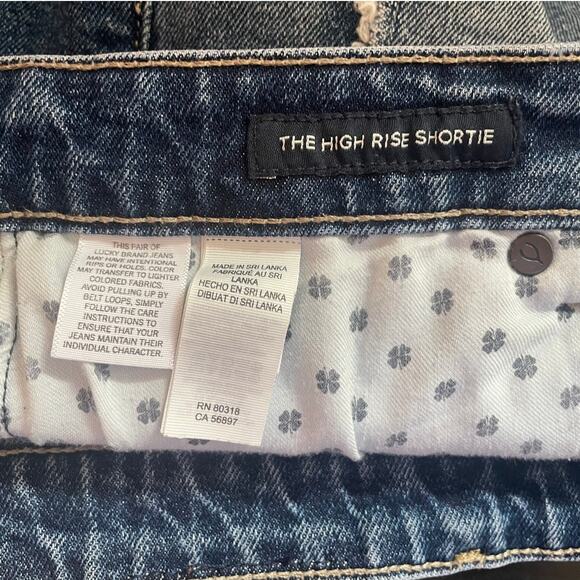 THE HIGH RISE SHORTIE
THIS PAIR OF
LUCKY BRAND JEANS
MAY HAVE INTENTIONAL
RIPS OR HOLES. COLOR
MAY TRANSFER TO LIGHTER
COLORED FABRICS.
AVOID PULLING UP BY
BELT LOOPS, SIMPLY
FOLLOW THE CARE
INSTRUCTIONS TO
ENSURE THAT YOUR
JEANS MAINTAIN THEIR
INDIVIDUAL CHARACTER.
MADE IN SRI LANKA
FABRIQUÉ AU SRI
LANKA
HECHO EN SRI LANKA
DIBUAT DI SRI LANKA
RN 80318
CA 56897